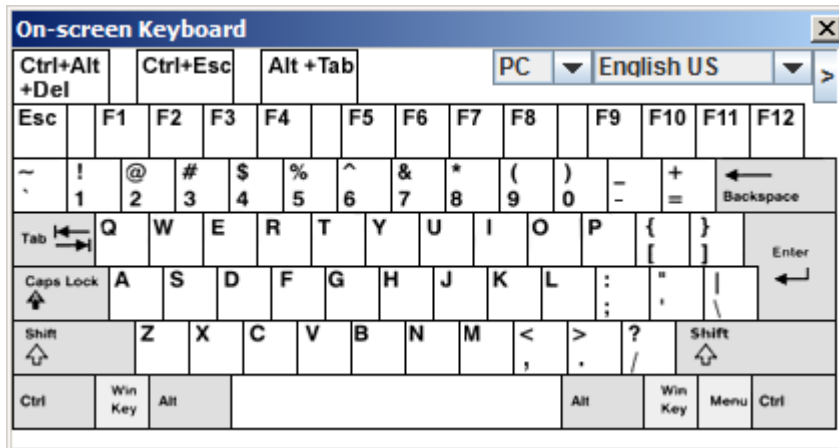 On-screen Keyboard
Ctrl+Alt+Del Ctrl+Esc Alt +Tab PC English US >
Esc F1 F2 F3 F4 F5 F6 F7 F8 F9 F10 F11 F12
~ ! @ # $ % ^ & * ( ) _ +
` 1 2 3 4 5 6 7 8 9 0 - = Backspace
Tab Q W E R T Y U I O P { }
[ ] Enter
Caps Lock A S D F G H J K L : " |
; ' \
Shift Z X C V B N M < > ? Shift
, . /
Ctrl Win Key Alt Alt Win Key Menu Ctrl